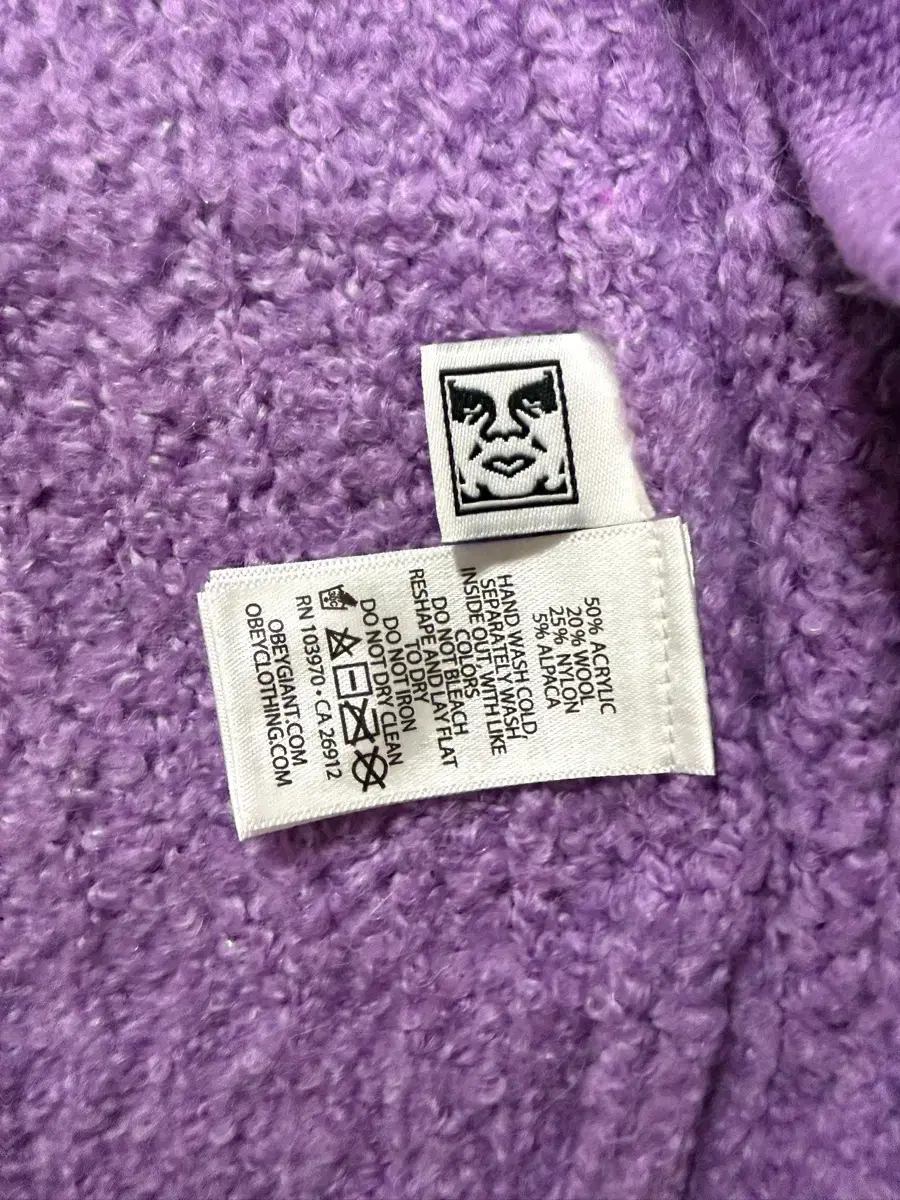 50% ACRYLIC
20% WOOL
25% NYLON
5% ALPACA
HAND WASH COLD,
SEPARATELY WASH
INSIDE OUT, WITH LIKE
COLORS
DO NOT BLEACH
RESHAPE AND LAY FLAT
TO DRY
DO NOT IRON
DO NOT DRY CLEAN
RN 103970 • CA 26912
OBEYGIANT.COM
OBEYCLOTHING.COM